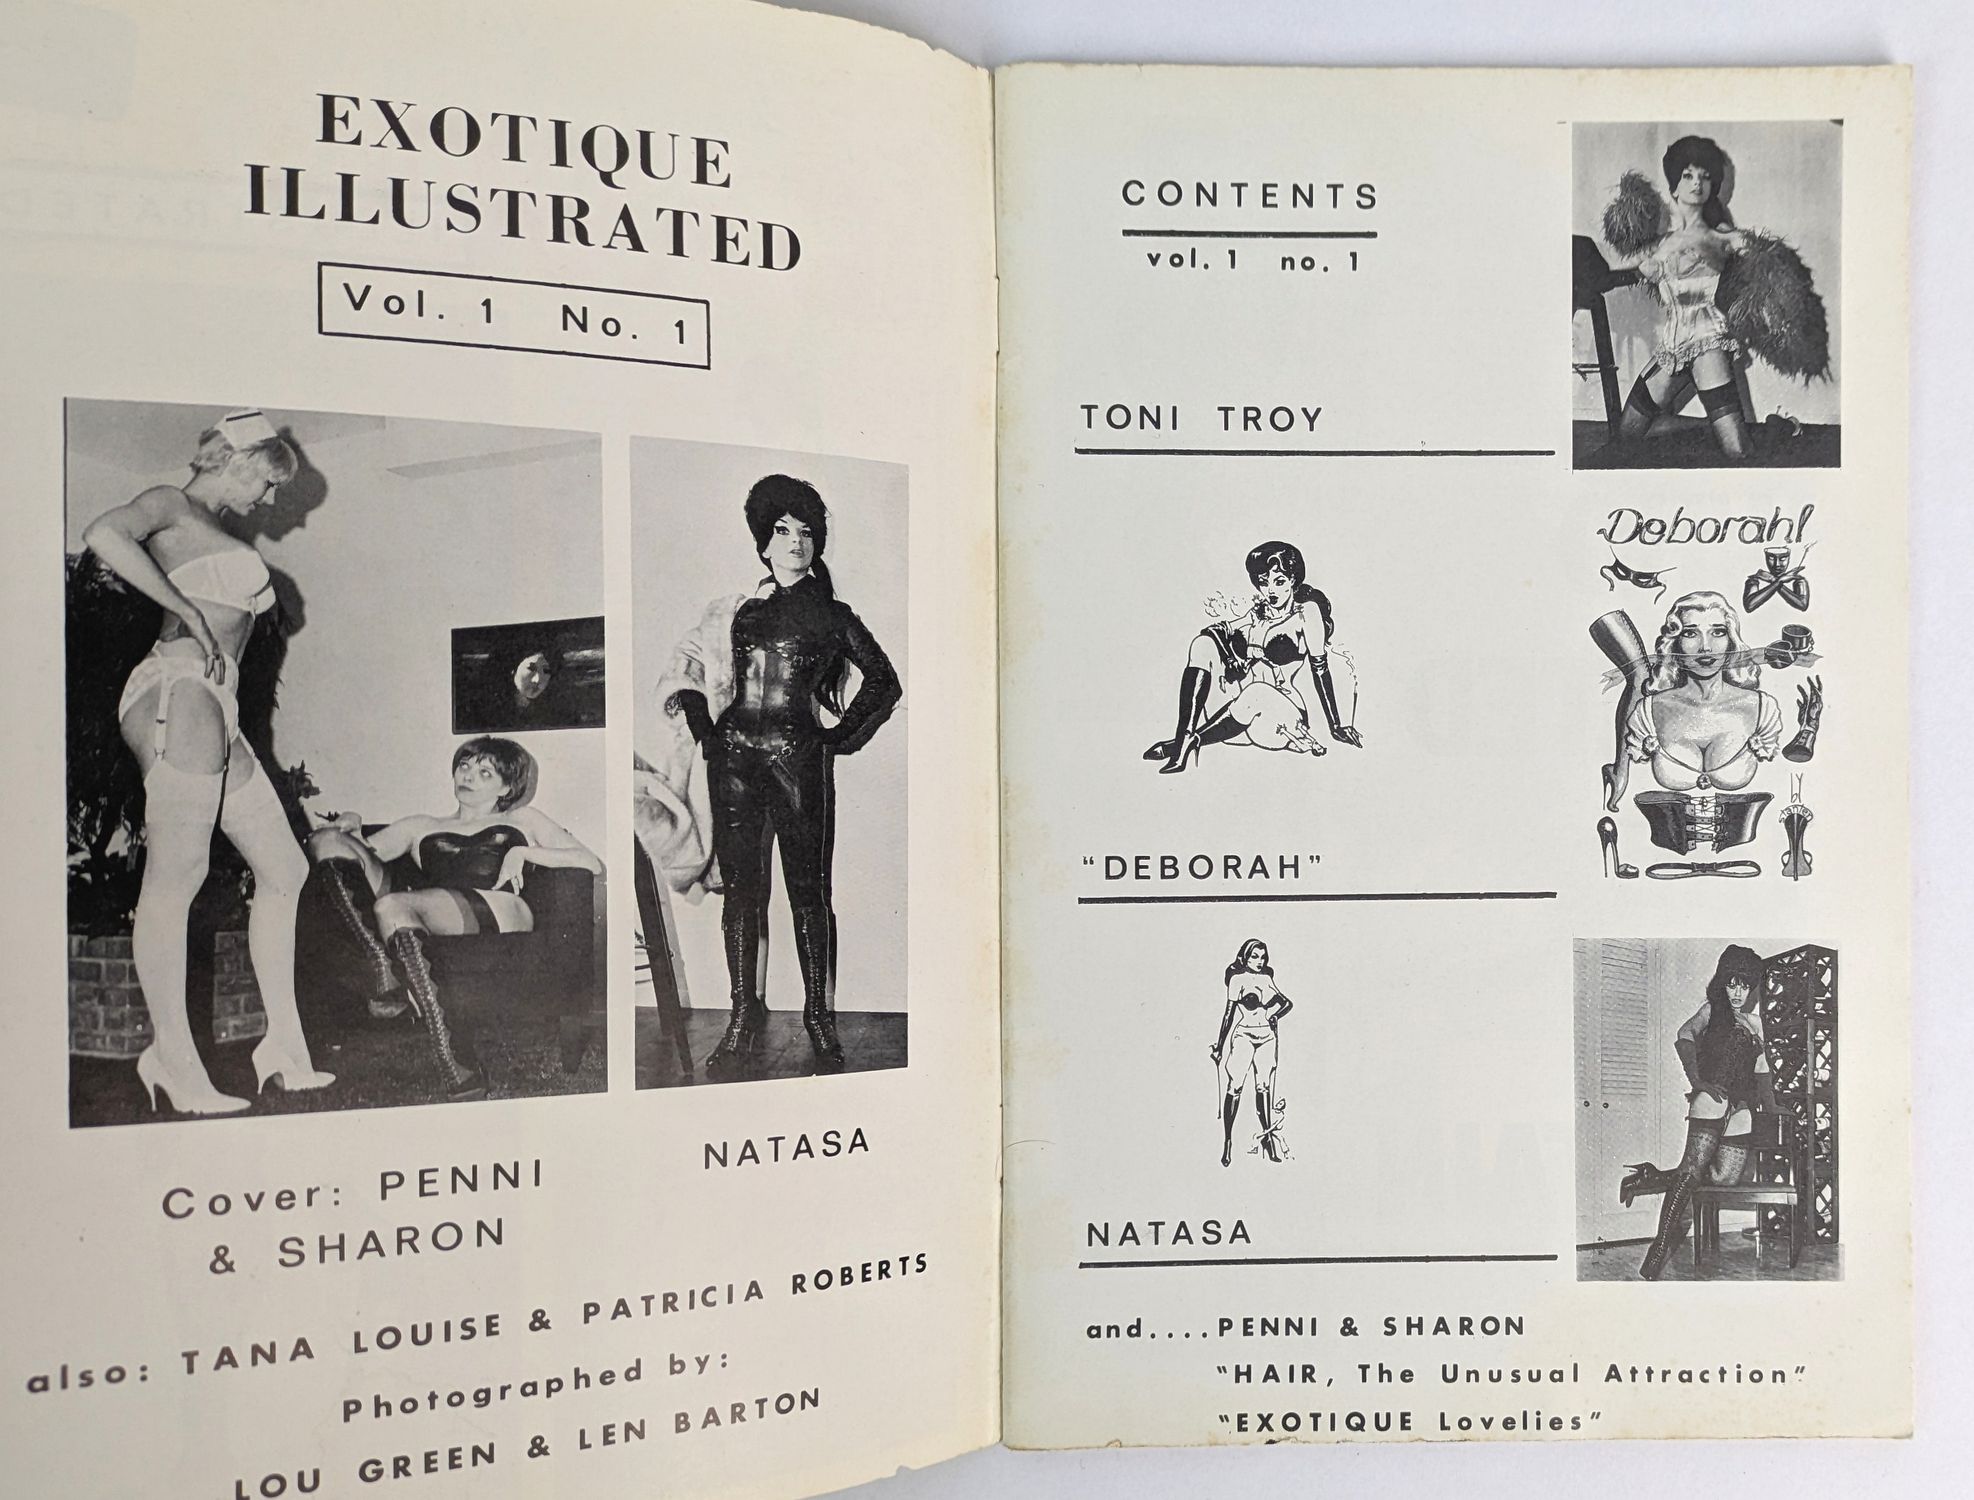 EXOTIQUE
ILLUSTRATED
Vol. 1 No. 1
Cover: PENNI
& SHARON
NATASA
also: TANA LOUISE & PATRICIA ROBERTS
Photographed by:
LOU GREEN & LEN BARTON
CONTENTS
vol. 1 no. 1
TONI TROY
Deborah!
"DEBORAH"
NATASA
and....PENNI & SHARON
"HAIR, The Unusual Attraction"
"EXOTIQUE Lovelies"